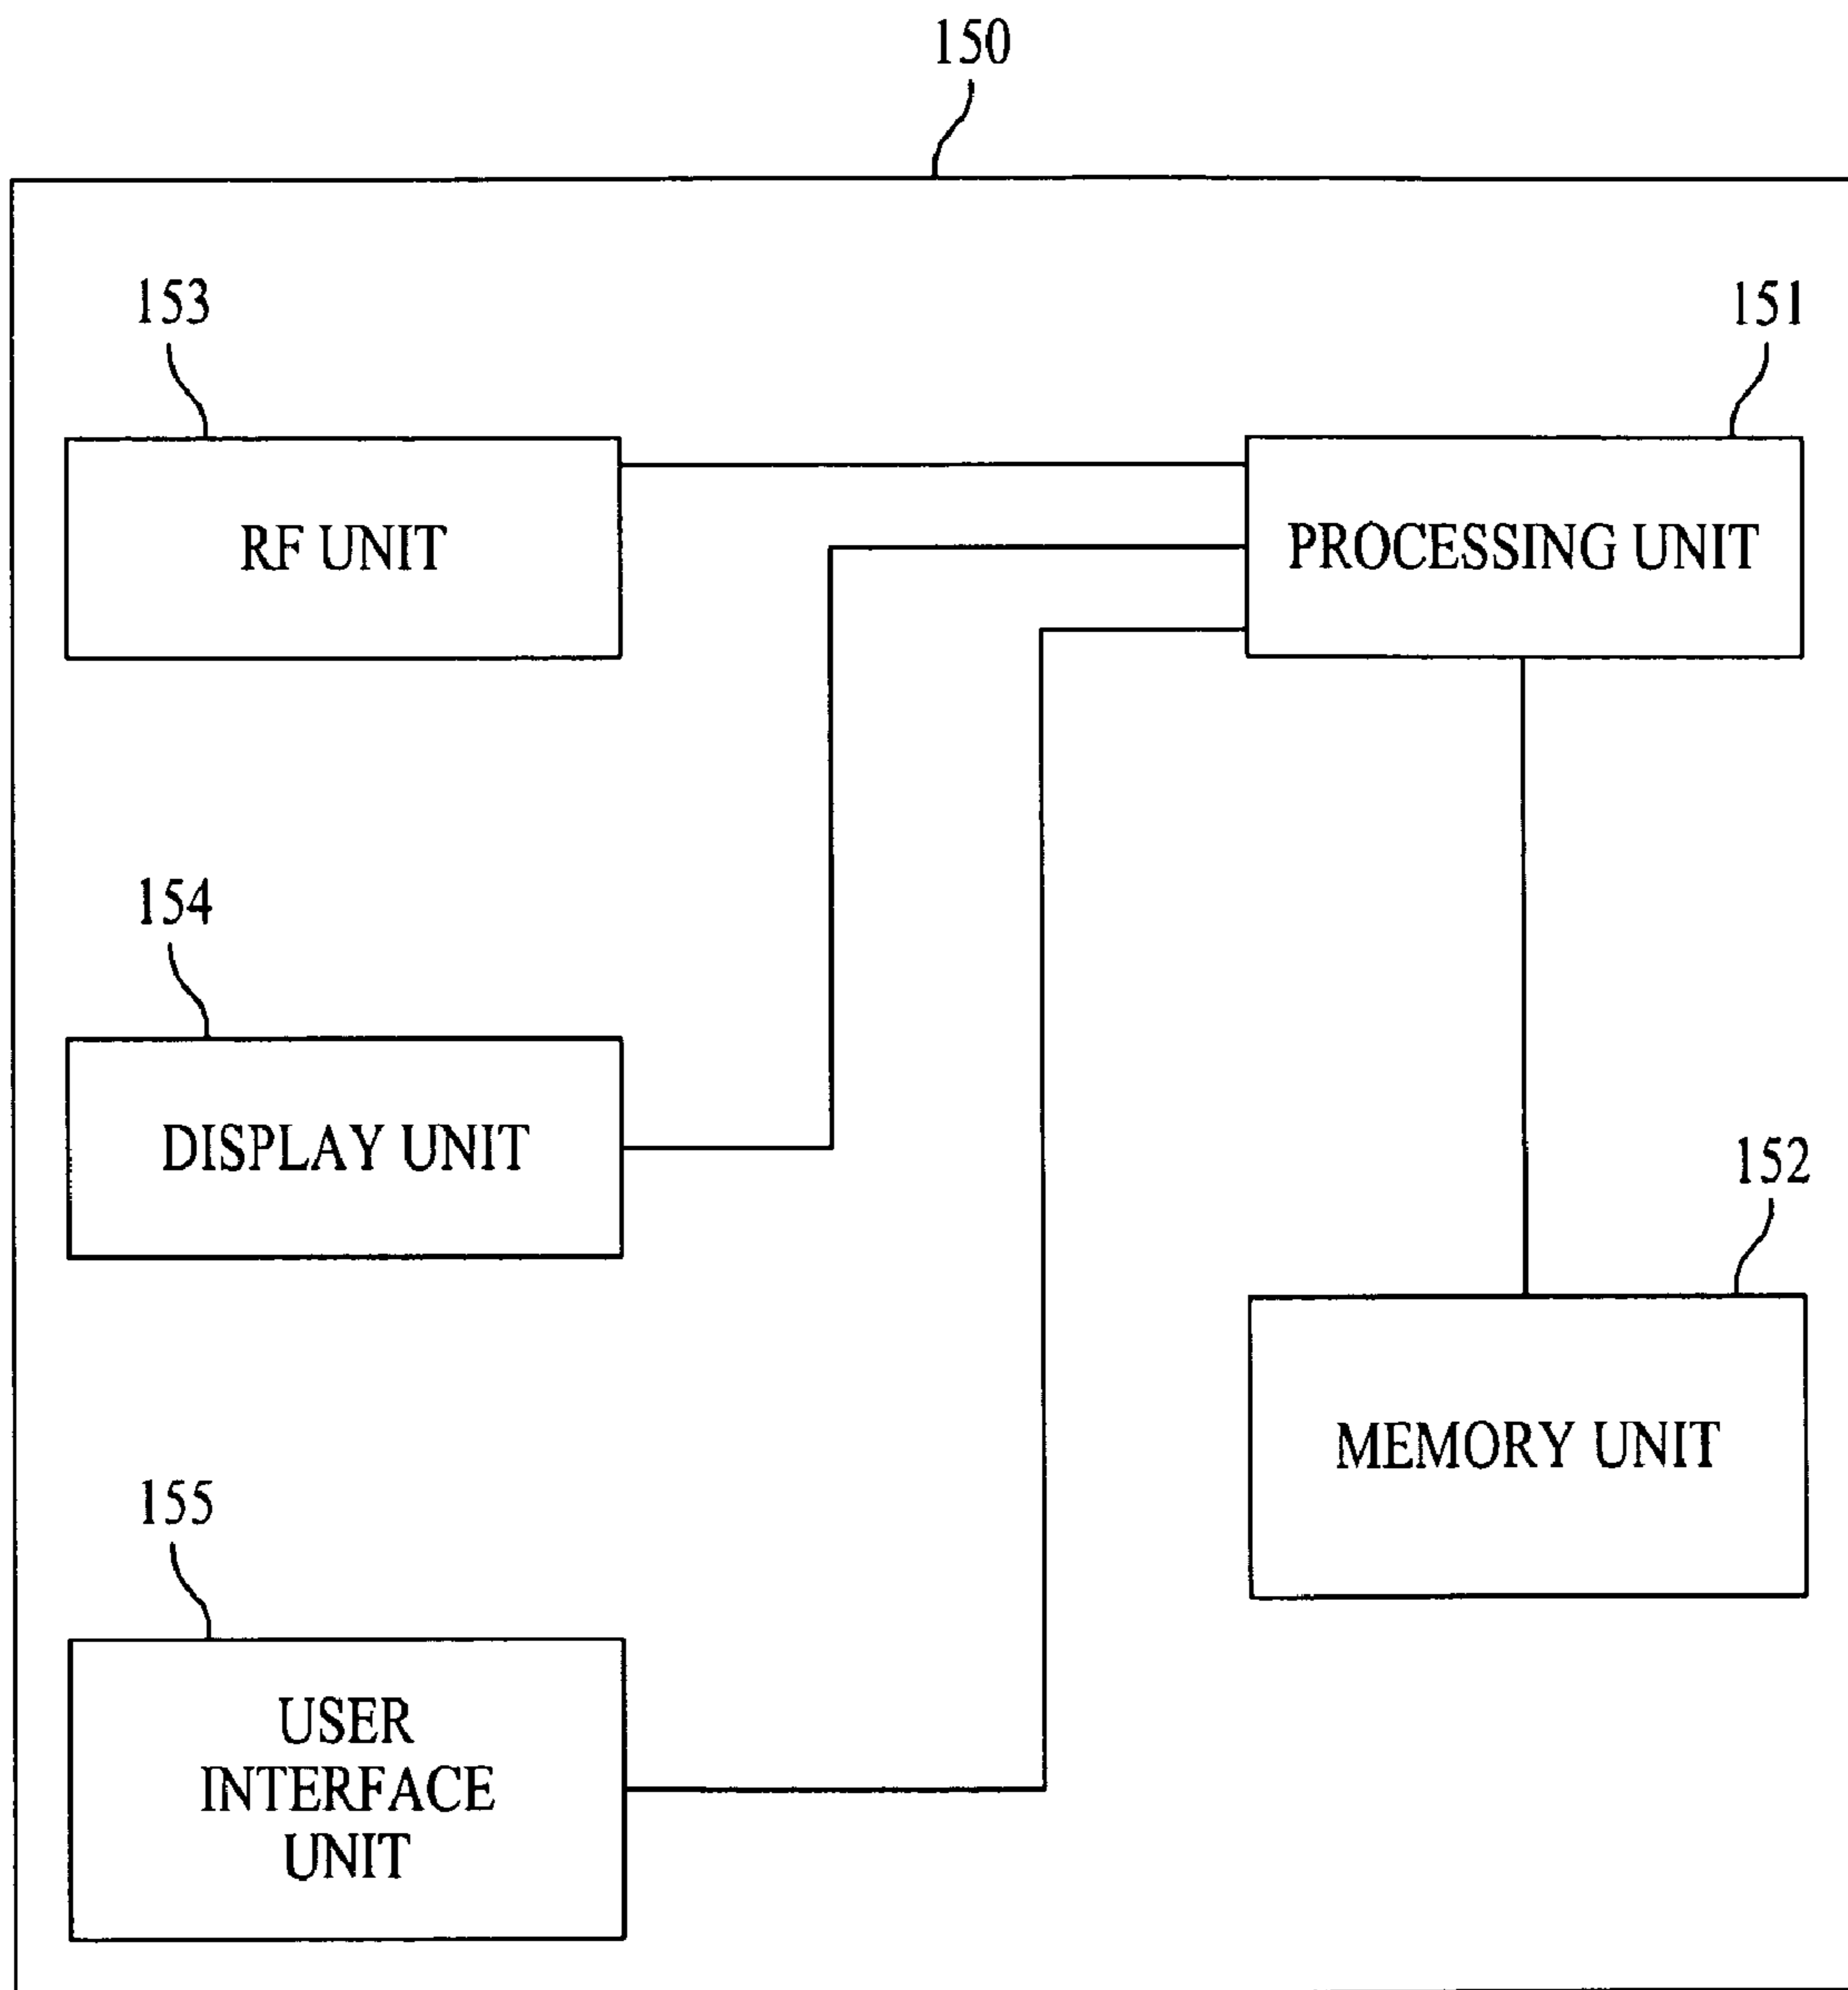 150
153
151
RF UNIT
PROCESSING UNIT
154
DISPLAY UNIT
152
MEMORY UNIT
155
USER
INTERFACE
UNIT